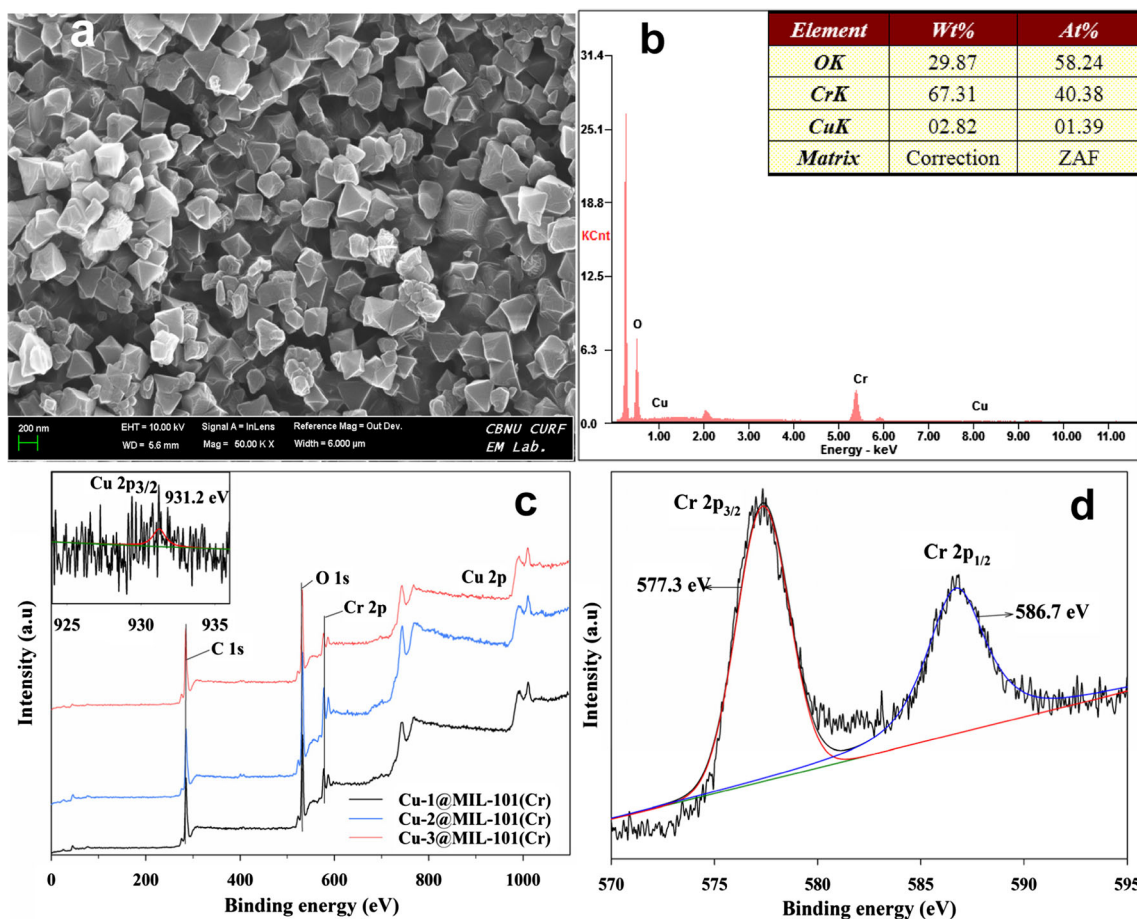 a
200 nm
EHT = 10.00 kV
WD = 5.6 mm
Signal A = InLens
Mag = 50.00 K X
Reference Mag = Out Dev.
Width = 6.000 µm
CBNU CURF
EM Lab.
b
Element Wt% At%
OK 29.87 58.24
CrK 67.31 40.38
CuK 02.82 01.39
Matrix Correction ZAF
31.4
25.1
18.8
KCnt
12.5
6.3
0.0
O
Cu
Cr
Cu
1.00 2.00 3.00 4.00 5.00 6.00 7.00 8.00 9.00 10.00 11.00
Energy - keV
c
Cu 2p3/2
931.2 eV
925 931 936
O 1s
Cr 2p
Cu 2p
C 1s
Cu-1@MIL-101(Cr)
Cu-2@MIL-101(Cr)
Cu-3@MIL-101(Cr)
Intensity (a.u)
0 200 400 600 800 1000
Binding energy (eV)
d
Cr 2p3/2
577.3 eV
Cr 2p1/2
586.7 eV
Intensity (a.u)
570 575 580 585 590 595
Binding energy (eV)